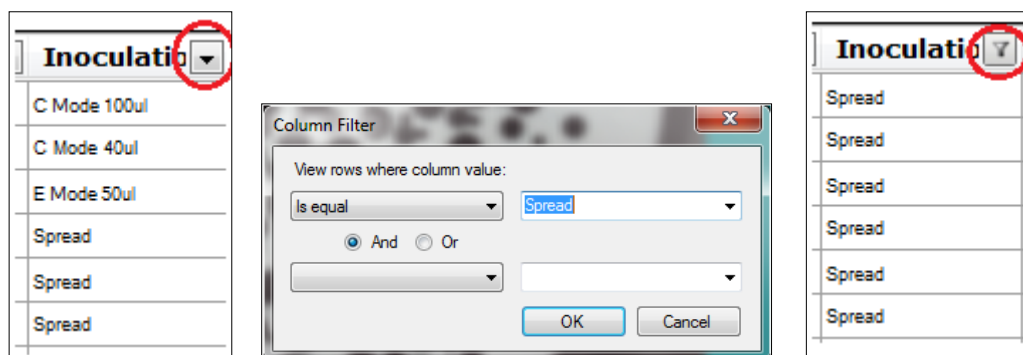 Inoculatio
C Mode 100ul
C Mode 40ul
E Mode 50ul
Spread
Spread
Spread
Column Filter
View rows where column value:
Is equal Spread
And Or
OK Cancel
Inoculatio
Spread
Spread
Spread
Spread
Spread
Spread